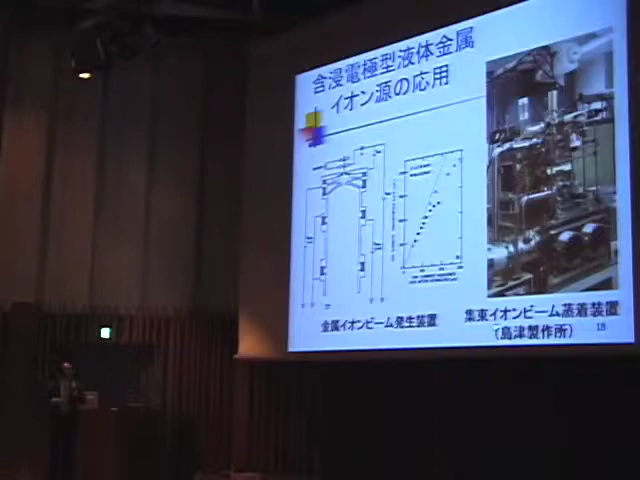 含浸電極型液体金属
イオン源の応用
金属イオンビーム発生装置
集束イオンビーム蒸着装置
（島津製作所）
18